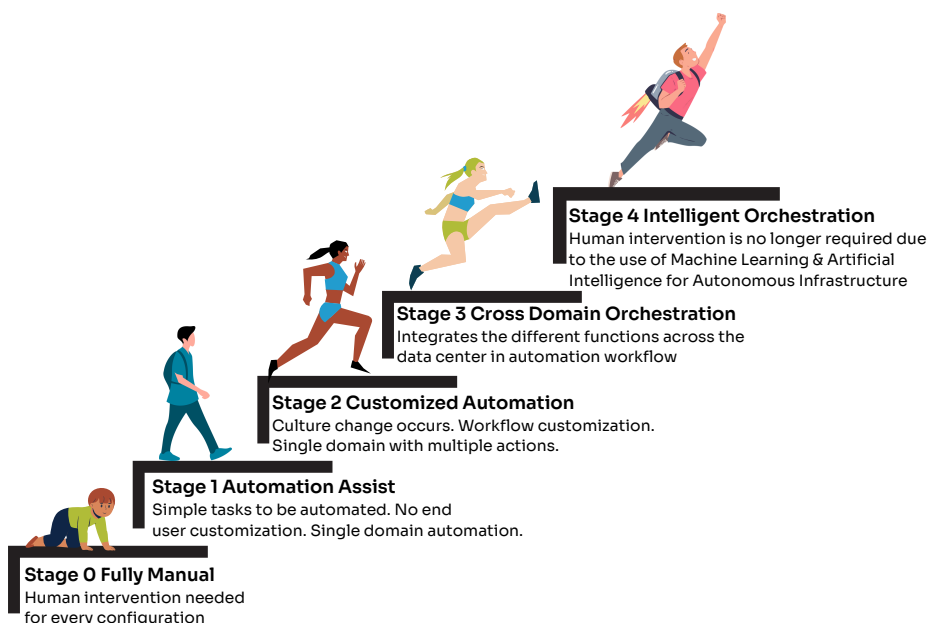 Stage 4 Intelligent Orchestration
Human intervention is no longer required due
to the use of Machine Learning & Artificial
Intelligence for Autonomous Infrastructure
Stage 3 Cross Domain Orchestration
Integrates the different functions across the
data center in automation workflow
Stage 2 Customized Automation
Culture change occurs. Workflow customization.
Single domain with multiple actions.
Stage 1 Automation Assist
Simple tasks to be automated. No end
user customization. Single domain automation.
Stage 0 Fully Manual
Human intervention needed
for every configuration